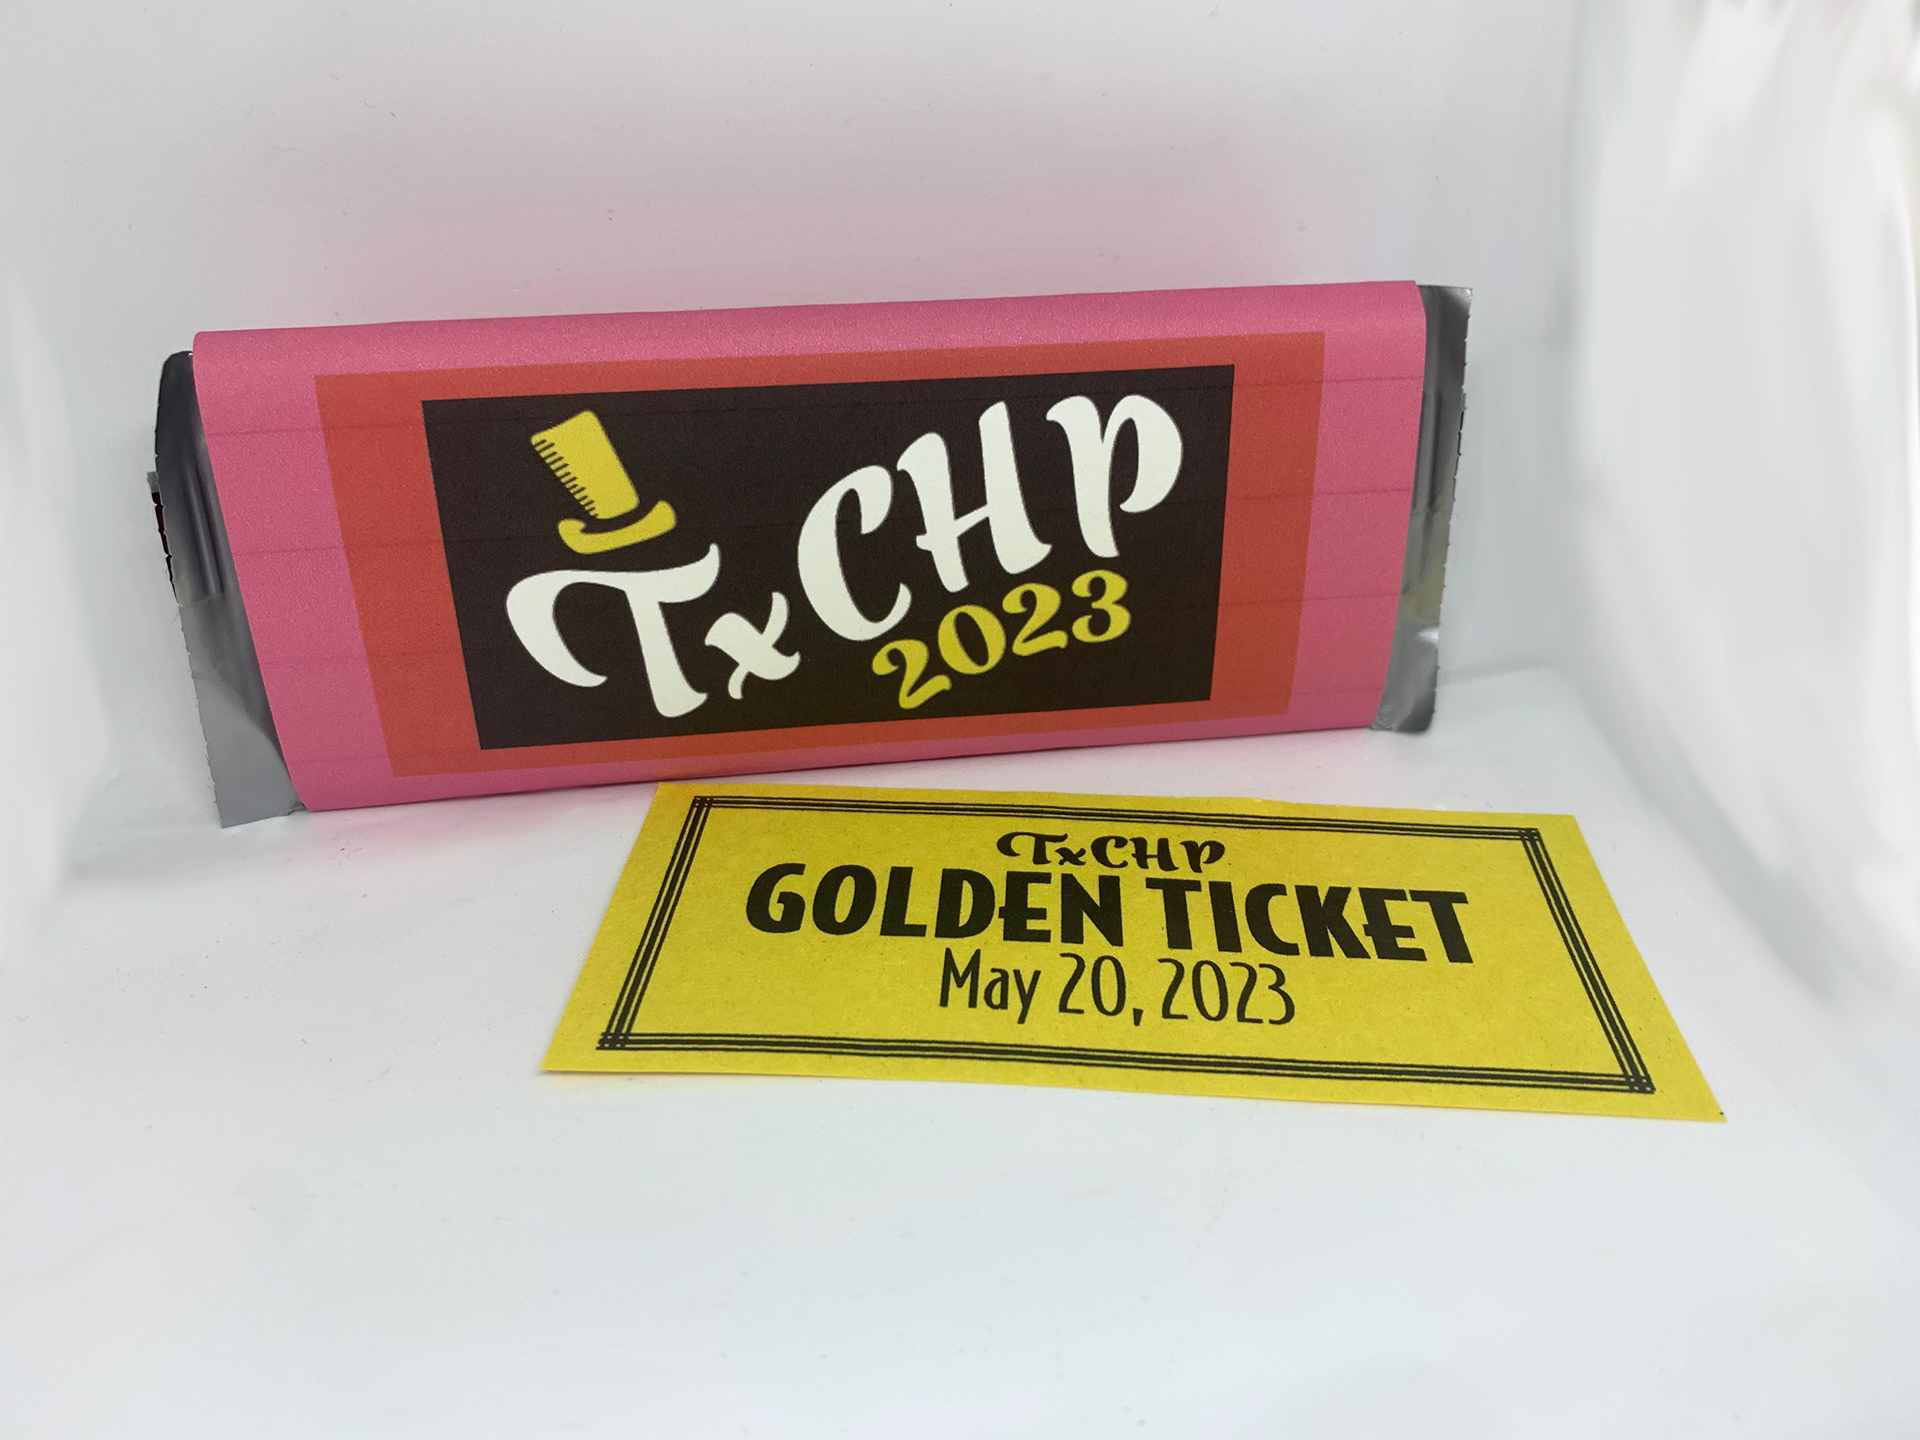 TxCHP
2023
TxCHP
GOLDEN TICKET
May 20, 2023